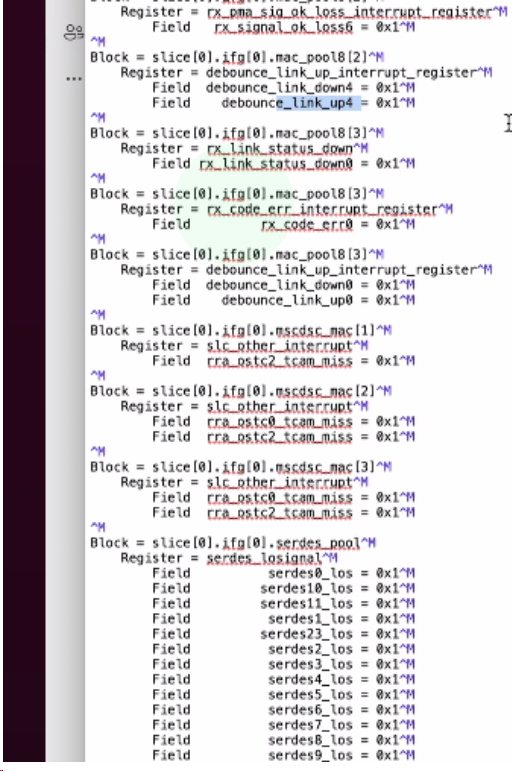 Register = rx_pma_sig_ok_loss_interrupt_register^M
Field rx_signal_ok_loss6 = 0x1^M
^M
Block = slice[0].ifg[0].mac_pool8[2]^M
Register = debounce_link_up_interrupt_register^M
Field debounce_link_down4 = 0x1^M
Field debounce_link_up4 = 0x1^M
^M
Block = slice[0].ifg[0].mac_pool8[3]^M
Register = rx_link_status_down^M
Field rx_link_status_down0 = 0x1^M
^M
Block = slice[0].ifg[0].mac_pool8[3]^M
Register = rx_code_err_interrupt_register^M
Field rx_code_err0 = 0x1^M
^M
Block = slice[0].ifg[0].mac_pool8[3]^M
Register = debounce_link_up_interrupt_register^M
Field debounce_link_down0 = 0x1^M
Field debounce_link_up0 = 0x1^M
^M
Block = slice[0].ifg[0].mscdsc_mac[1]^M
Register = slc_other_interrupt^M
Field rra_ostc2_tcam_miss = 0x1^M
^M
Block = slice[0].ifg[0].mscdsc_mac[2]^M
Register = slc_other_interrupt^M
Field rra_ostc0_tcam_miss = 0x1^M
Field rra_ostc2_tcam_miss = 0x1^M
^M
Block = slice[0].ifg[0].mscdsc_mac[3]^M
Register = slc_other_interrupt^M
Field rra_ostc0_tcam_miss = 0x1^M
Field rra_ostc2_tcam_miss = 0x1^M
^M
Block = slice[0].ifg[0].serdes_pool^M
Register = serdes_losignal^M
Field serdes0_los = 0x1^M
Field serdes10_los = 0x1^M
Field serdes11_los = 0x1^M
Field serdes1_los = 0x1^M
Field serdes23_los = 0x1^M
Field serdes2_los = 0x1^M
Field serdes3_los = 0x1^M
Field serdes4_los = 0x1^M
Field serdes5_los = 0x1^M
Field serdes6_los = 0x1^M
Field serdes7_los = 0x1^M
Field serdes8_los = 0x1^M
Field serdes9_los = 0x1^M